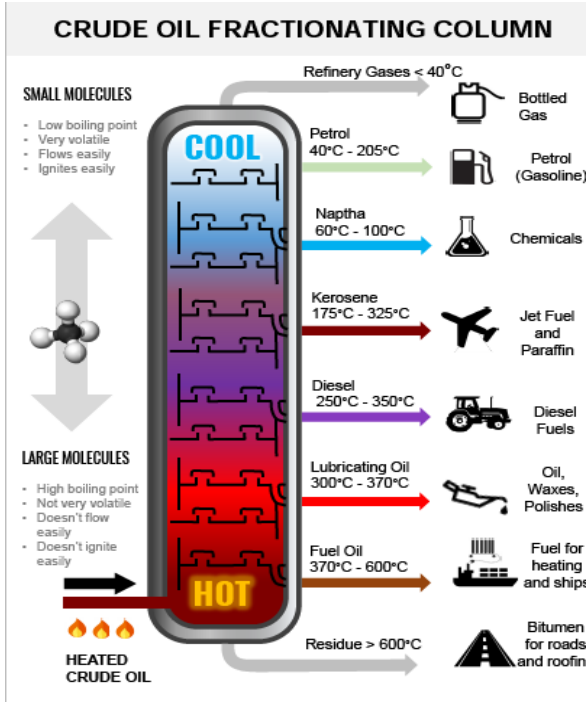 CRUDE OIL FRACTIONATING COLUMN
SMALL MOLECULES
- Low boiling point
- Very volatile
- Flows easily
- Ignites easily
COOL
Refinery Gases < 40°C
Bottled
Gas
Petrol
40°C - 205°C
Petrol
(Gasoline)
Naptha
60°C - 100°C
Chemicals
Kerosene
175°C - 325°C
Jet Fuel
and
Paraffin
Diesel
250°C - 350°C
Diesel
Fuels
LARGE MOLECULES
- High boiling point
- Not very volatile
- Doesn't flow
easily
- Doesn't ignite
easily
Lubricating Oil
300°C - 370°C
Oil,
Waxes,
Polishes
Fuel Oil
370°C - 600°C
Fuel for
heating
and ships
HOT
HEATED
CRUDE OIL
Residue > 600°C
Bitumen
for roads
and roofin